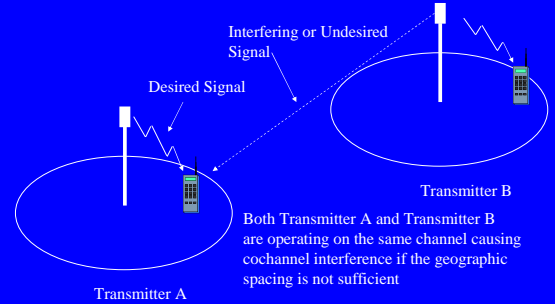 Interfering or Undesired
Signal
Desired Signal
Transmitter B
Both Transmitter A and Transmitter B
are operating on the same channel causing
cochannel interference if the geographic
spacing is not sufficient
Transmitter A